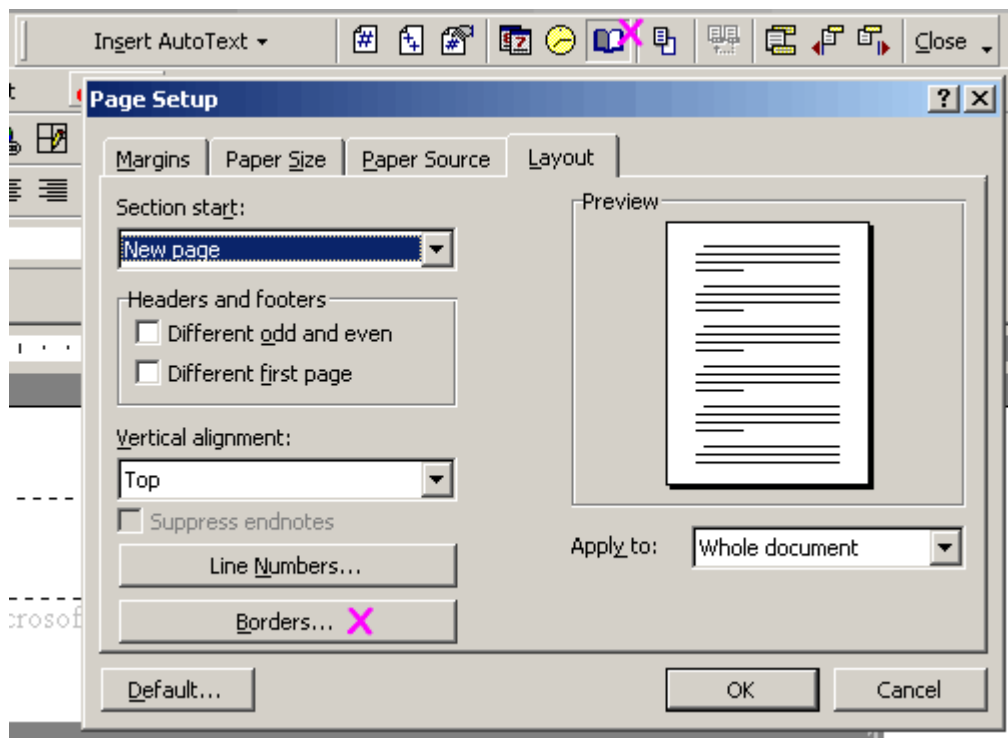 Insert AutoText
Close
t
Page Setup
Margins Paper Size Paper Source Layout
Section start:
Preview
New page
Headers and footers
Different odd and even
Different first page
Vertical alignment:
Top
Suppress endnotes
Apply to: Whole document
Line Numbers...
Borders...
crosof
Default... OK Cancel